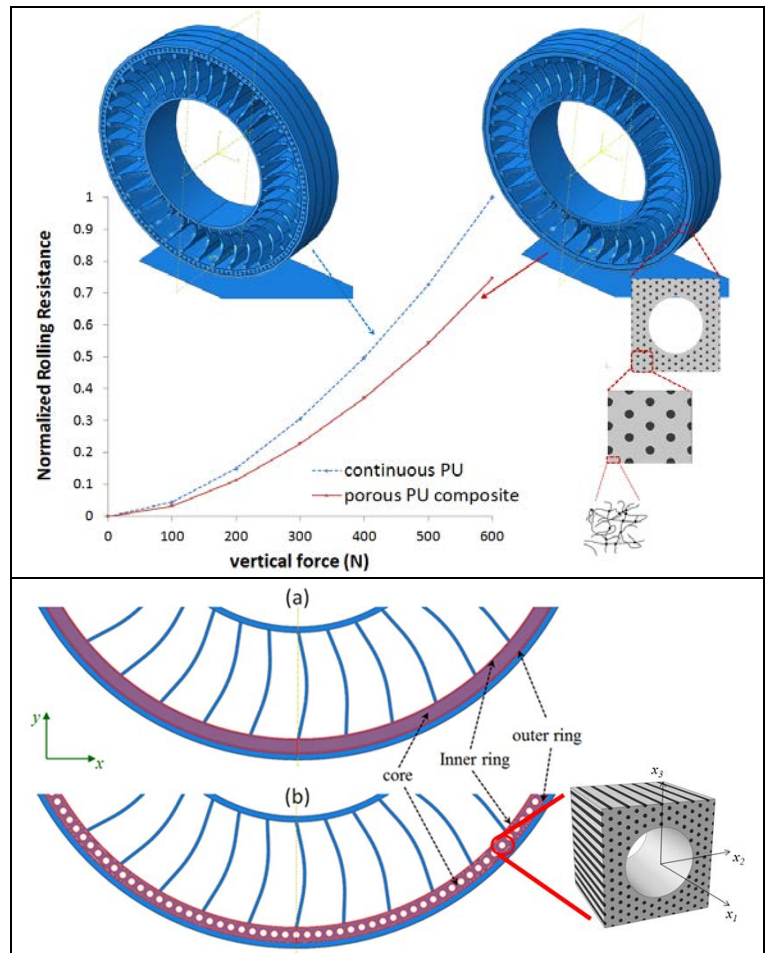 1
0.9
0.8
0.7
0.6
0.5
0.4
0.3
0.2
0.1
0
Normalized Rolling Resistance
continuous PU
porous PU composite
0 100 200 300 400 500 600
vertical force (N)
(a)
y
x
core
Inner ring
outer ring
(b)
x3
x2
x1